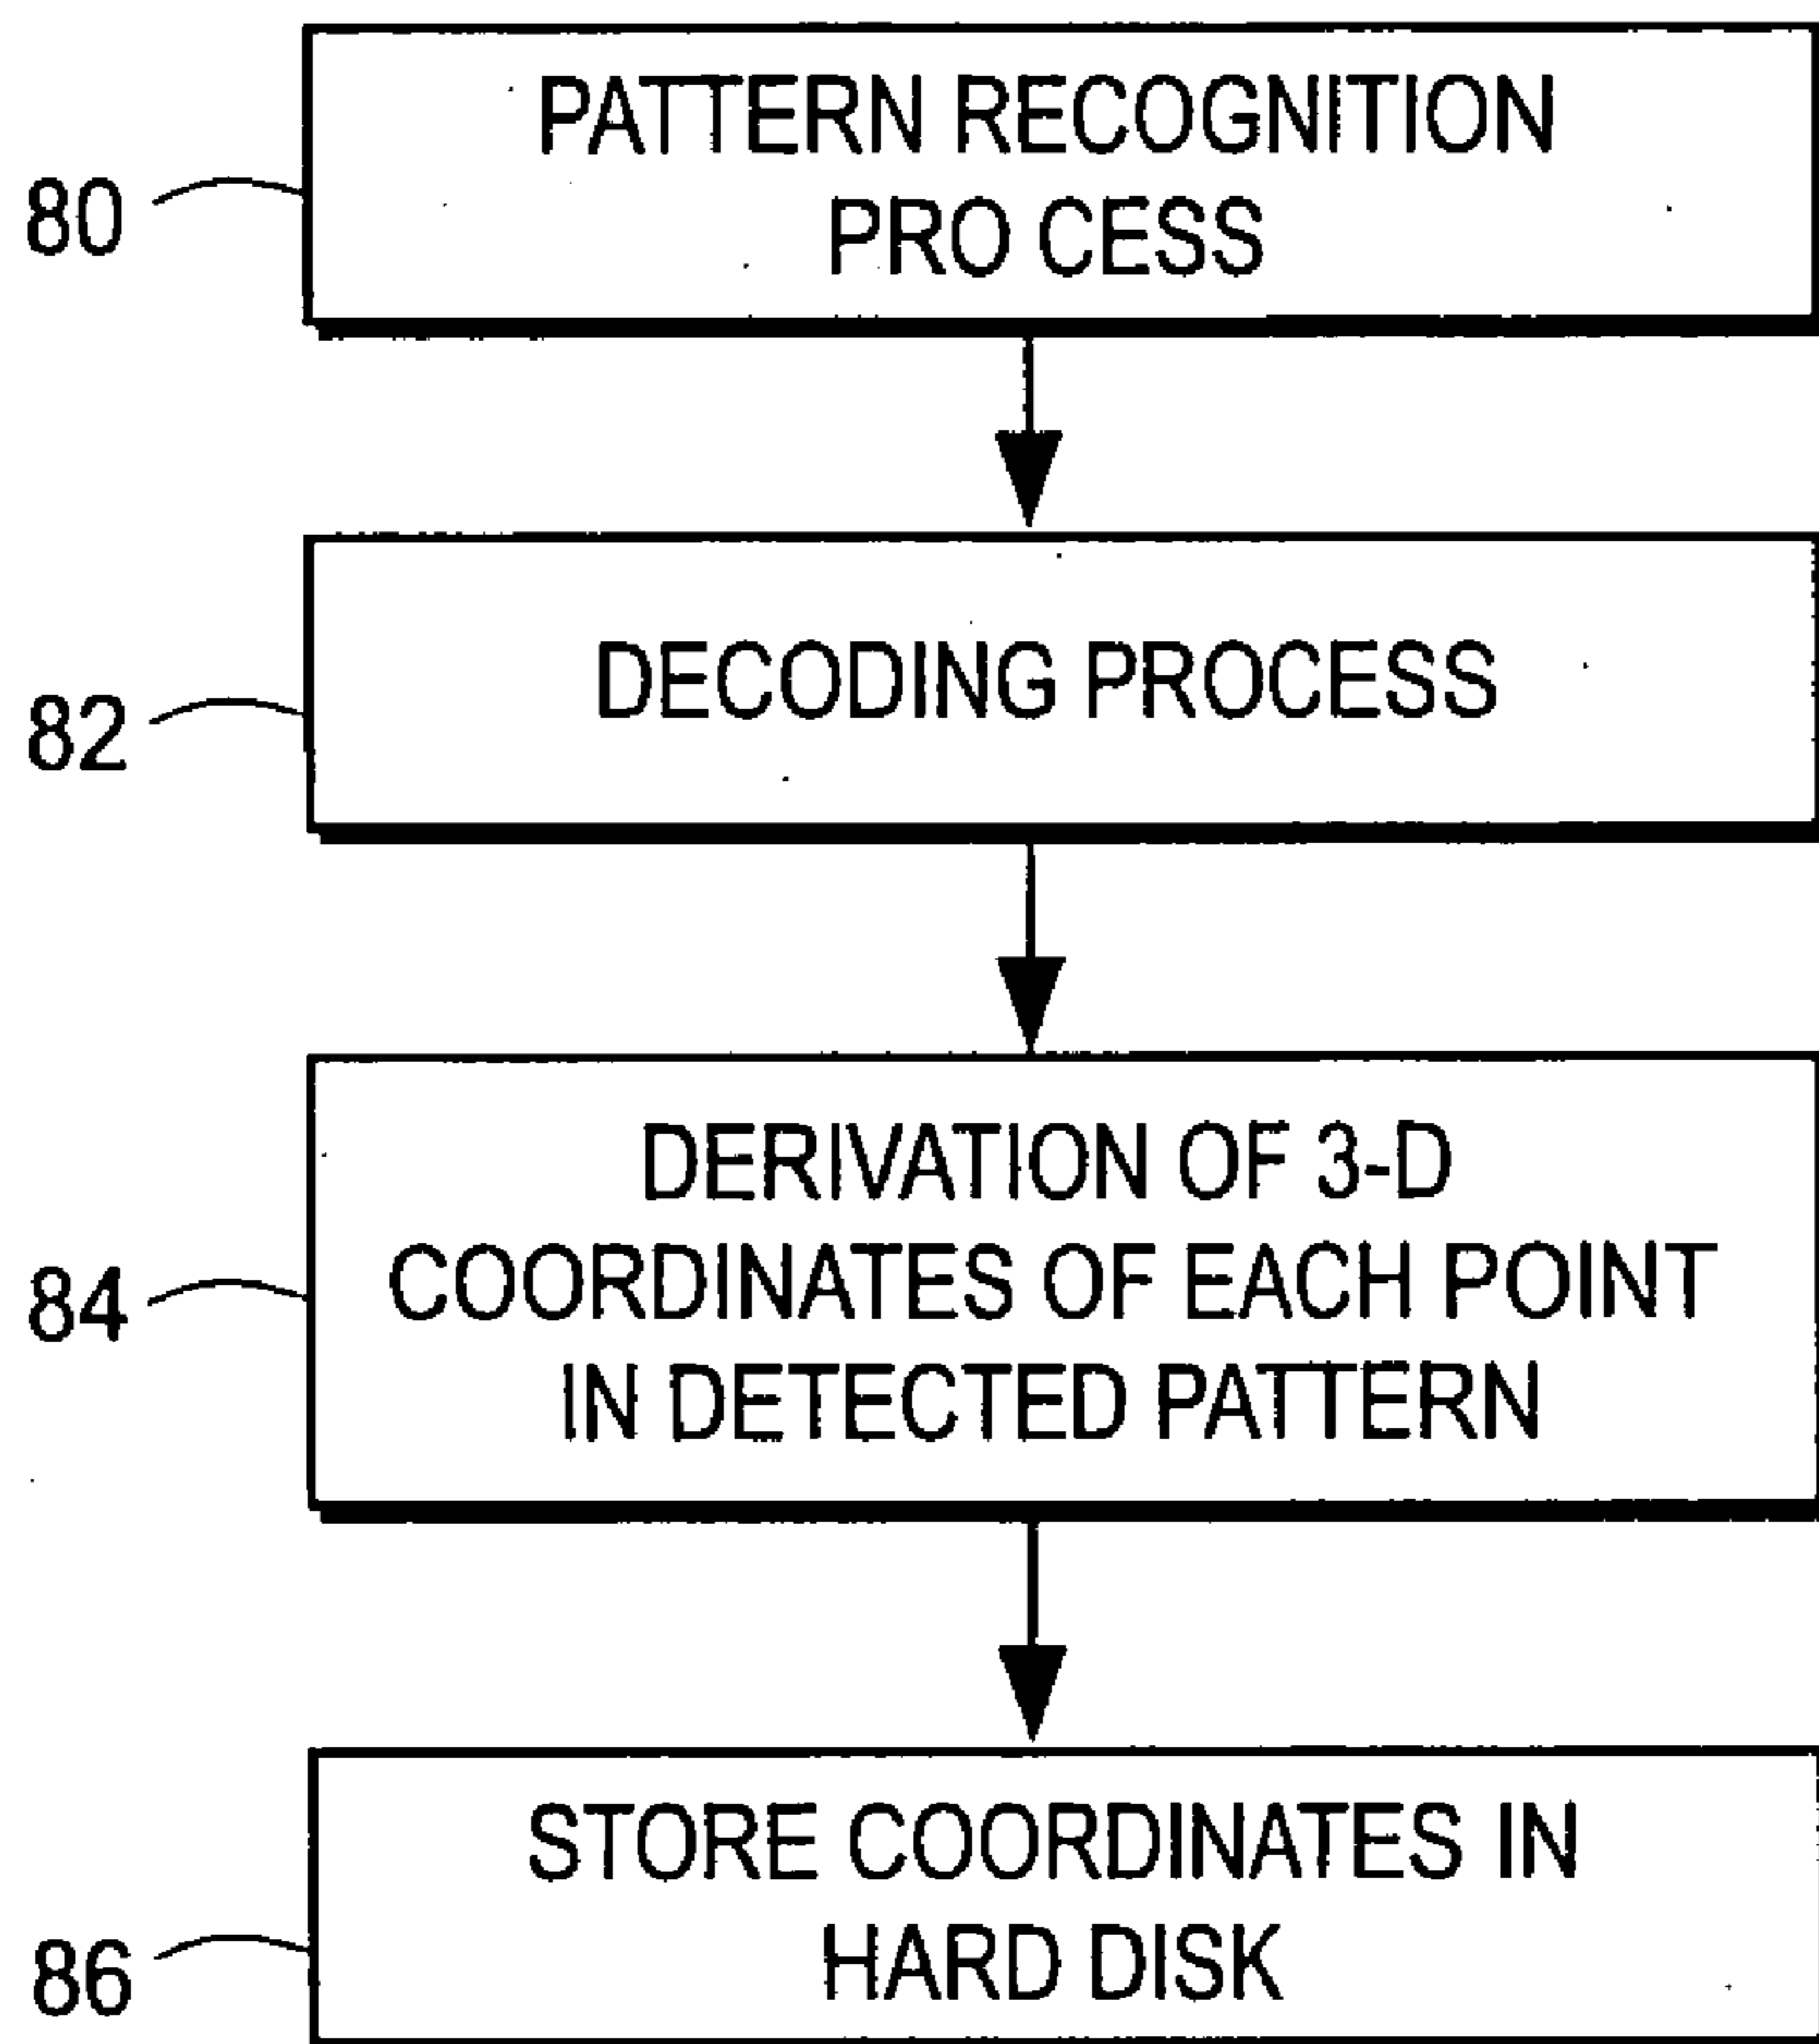 PATTERN RECOGNITION
80
PRO CESS
DECODING PROCESS
82
DERIVATION OF 3-D
COORDINATES OF EACH POINT
84
IN DETECTED PATTERN
STORE COORDINATES IN
HARD DISK
86